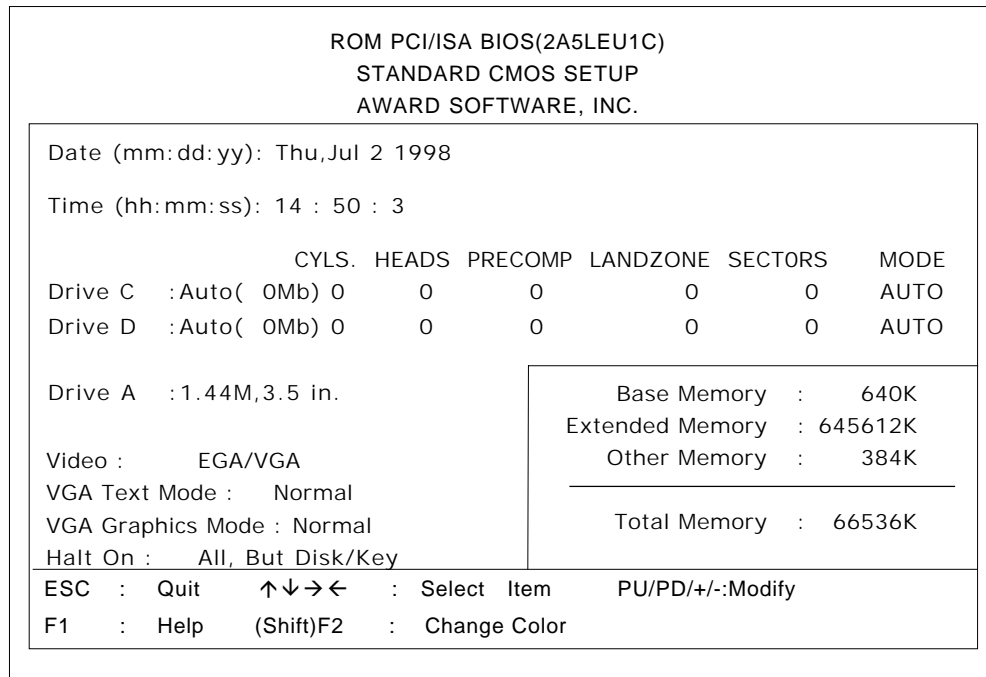 ROM PCI/ISA BIOS(2A5LEU1C)
STANDARD CMOS SETUP
AWARD SOFTWARE, INC.
Date (mm:dd:yy): Thu,Jul 2 1998
Time (hh:mm:ss): 14 : 50 : 3
CYLS. HEADS PRECOMP LANDZONE SECTORS MODE
Drive C :Auto( 0Mb) 0 0 0 0 0 AUTO
Drive D :Auto( 0Mb) 0 0 0 0 0 AUTO
Drive A :1.44M,3.5 in.
Video : EGA/VGA
VGA Text Mode : Normal
VGA Graphics Mode : Normal
Halt On : All, But Disk/Key
Base Memory : 640K
Extended Memory : 645612K
Other Memory : 384K
Total Memory : 66536K
ESC : Quit ↑↓→← : Select Item PU/PD/+/-:Modify
F1 : Help (Shift)F2 : Change Color